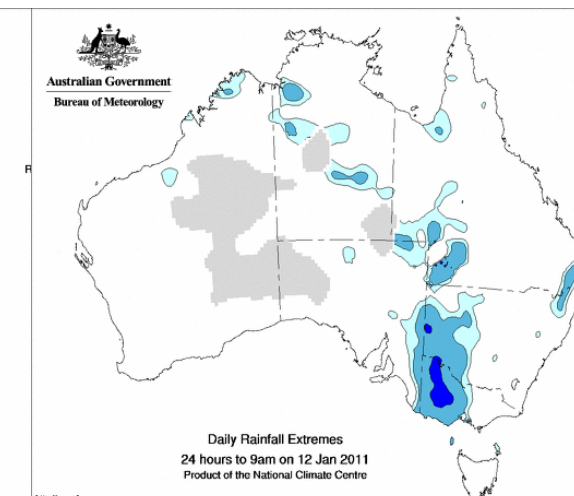 Australian Government
Bureau of Meteorology
R
Daily Rainfall Extremes
24 hours to 9am on 12 Jan 2011
Product of the National Climate Centre